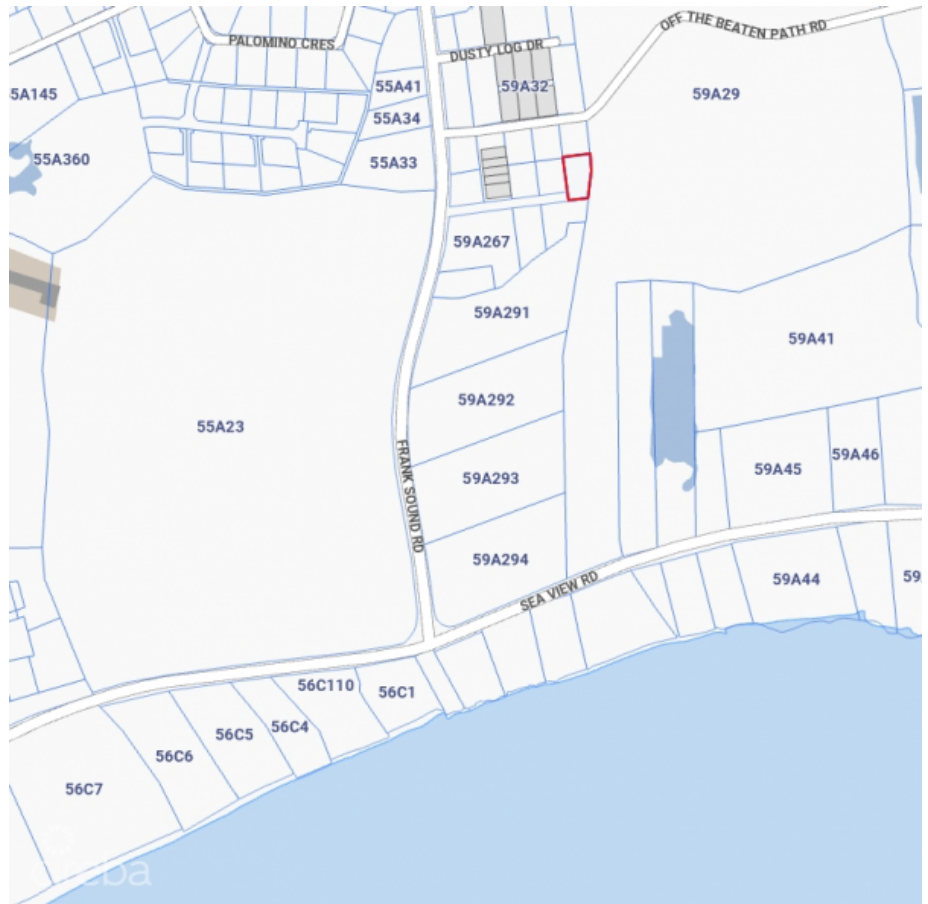 OFF THE BEATEN PATH RD
PALOMINO CRES
DUSTY LOG DR
5A145
55A41
59A32
59A29
55A34
55A360
55A33
59A267
59A291
59A41
59A292
55A23
FRANK SOUND RD
59A45
59A46
59A293
59A294
SEA VIEW RD
59A44
59
56C110
56C1
56C4
56C5
56C6
56C7